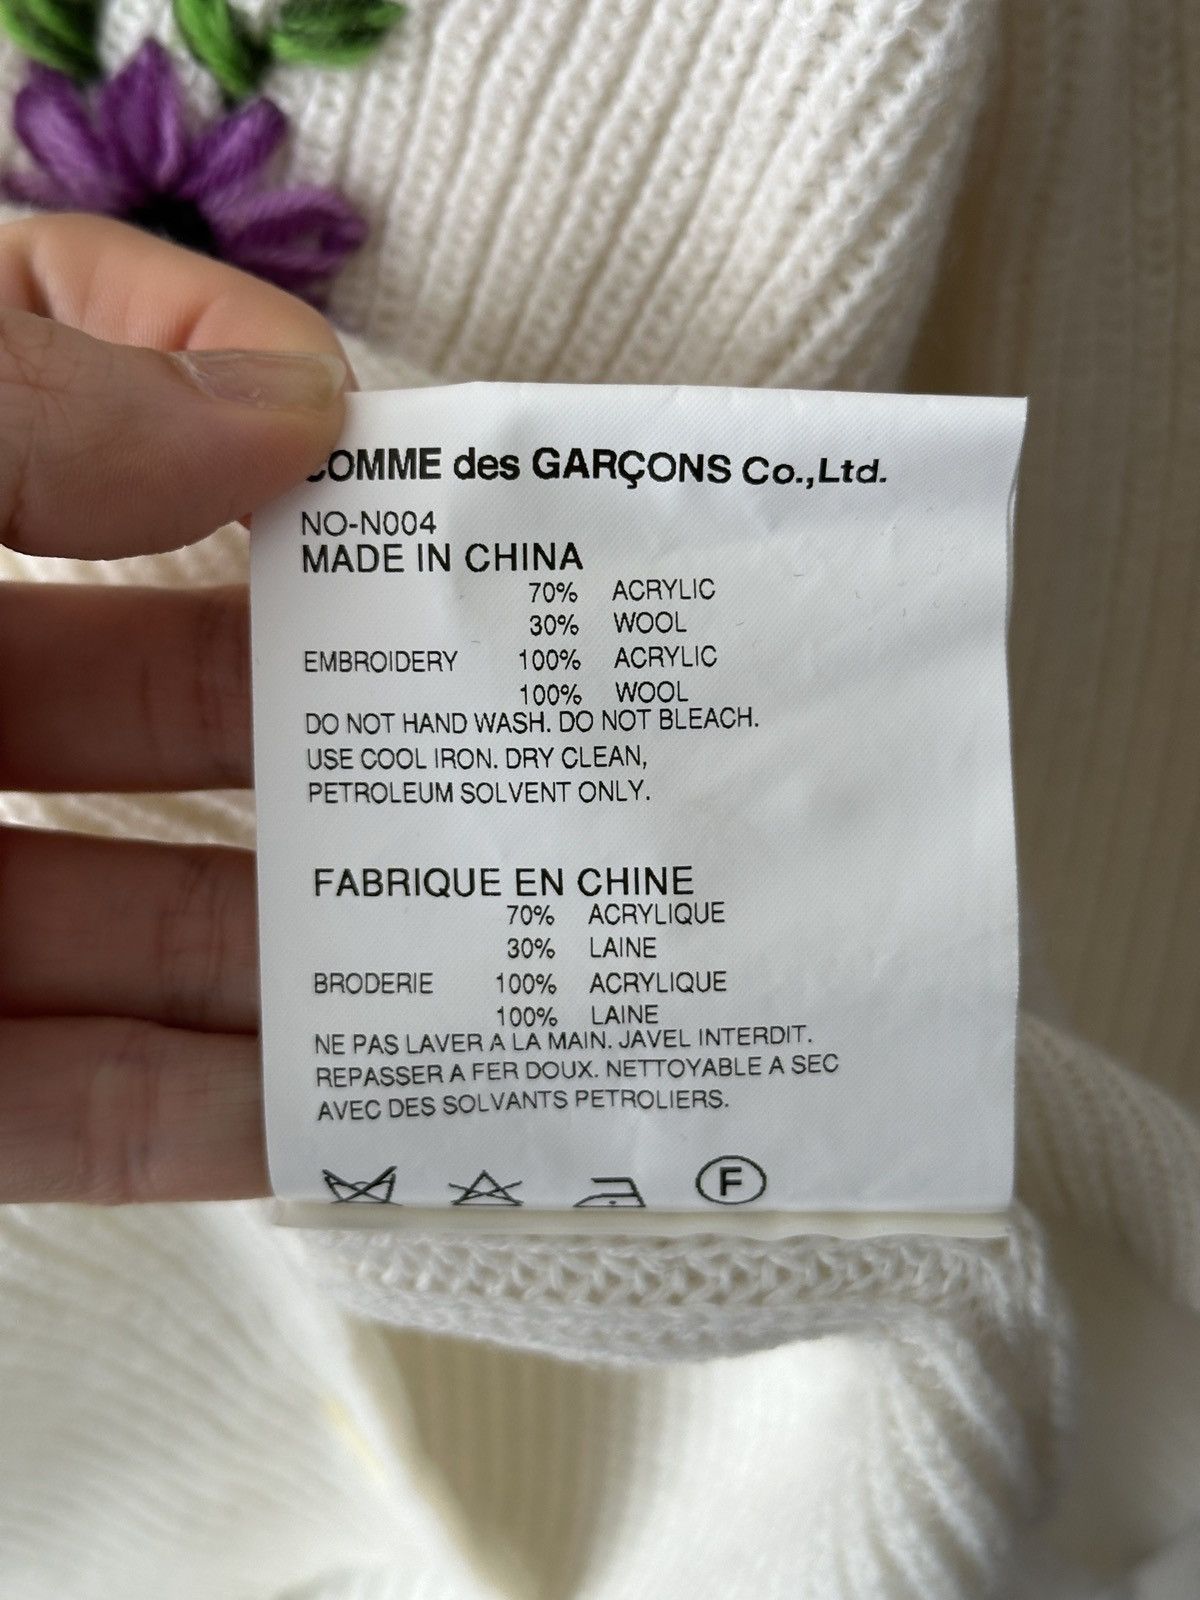 COMME des GARÇONS Co.,Ltd.
NO-N004
MADE IN CHINA
70% ACRYLIC
30% WOOL
EMBROIDERY 100% ACRYLIC
100% WOOL
DO NOT HAND WASH. DO NOT BLEACH.
USE COOL IRON. DRY CLEAN,
PETROLEUM SOLVENT ONLY.
FABRIQUE EN CHINE
70% ACRYLIQUE
30% LAINE
BRODERIE 100% ACRYLIQUE
100% LAINE
NE PAS LAVER A LA MAIN. JAVEL INTERDIT.
REPASSER A FER DOUX. NETTOYABLE A SEC
AVEC DES SOLVANTS PETROLIERS.
F